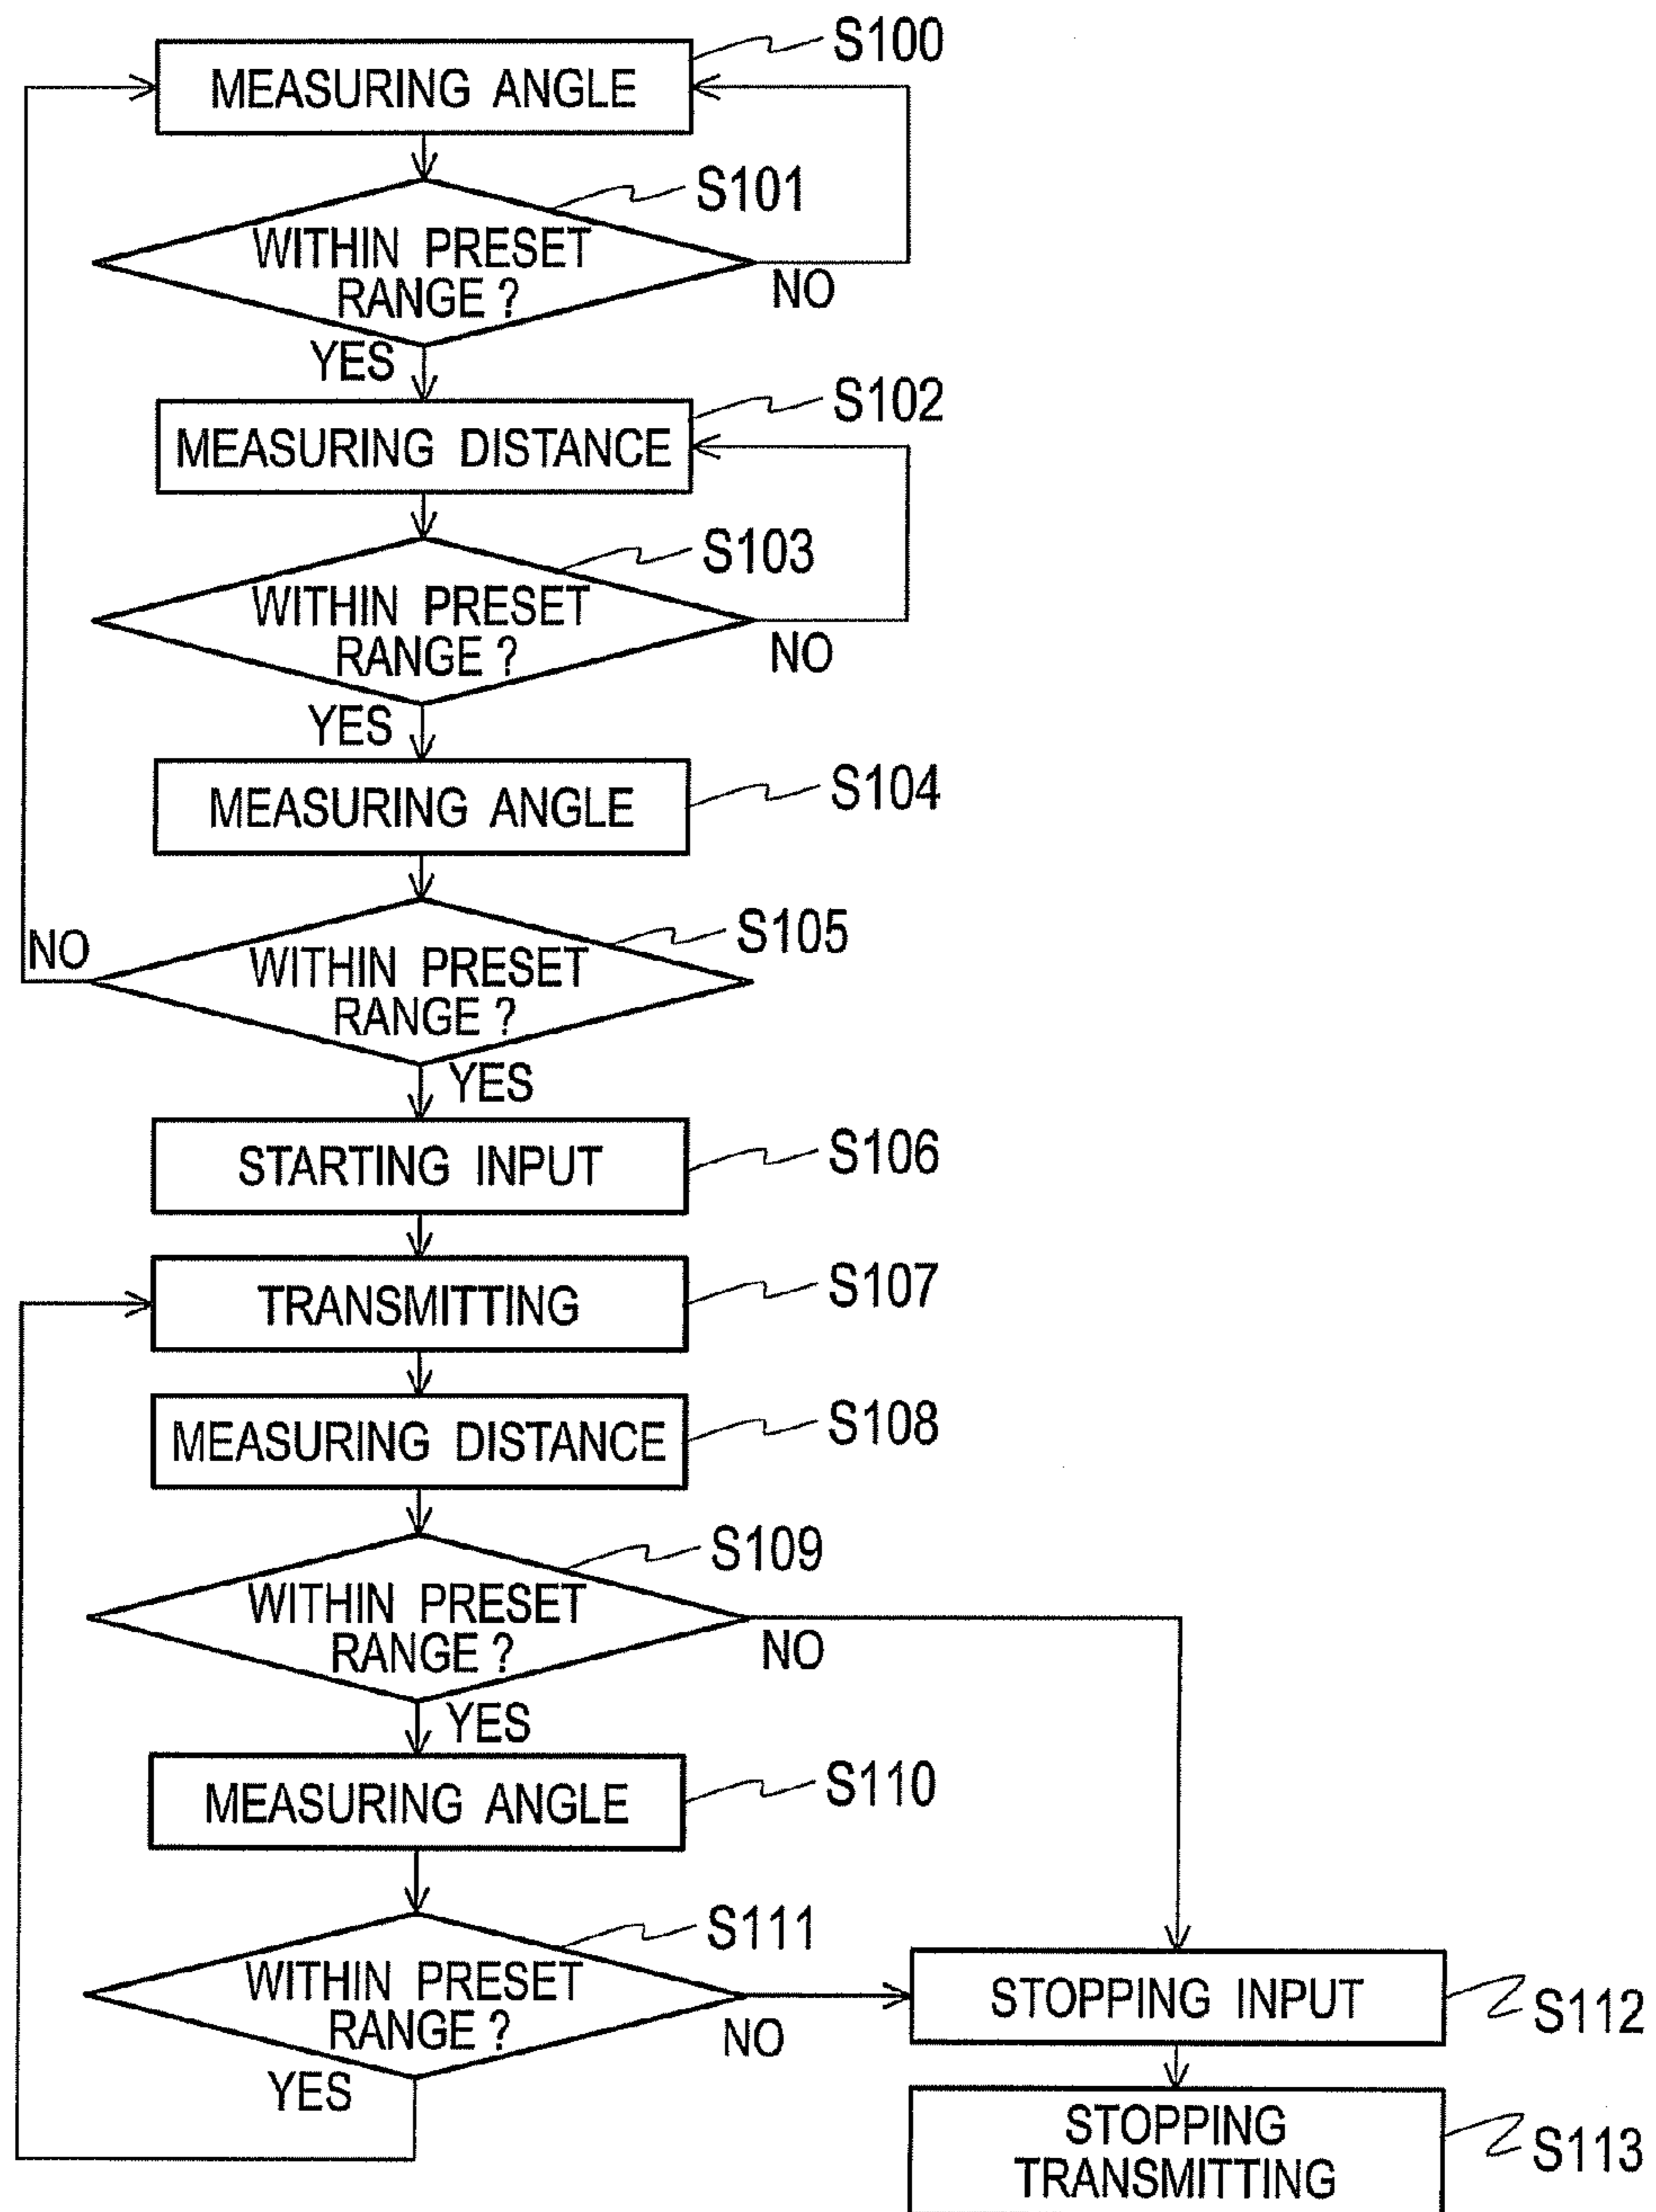 S100
MEASURING ANGLE
S101
WITHIN PRESET
RANGE ?
NO
YES
S102
MEASURING DISTANCE
S103
WITHIN PRESET
RANGE ?
NO
YES
S104
MEASURING ANGLE
S105
NO
WITHIN PRESET
RANGE ?
YES
S106
STARTING INPUT
S107
TRANSMITTING
S108
MEASURING DISTANCE
S109
WITHIN PRESET
RANGE ?
NO
YES
S110
MEASURING ANGLE
S111
WITHIN PRESET
RANGE ?
NO
YES
STOPPING INPUT
S112
STOPPING
TRANSMITTING
S113